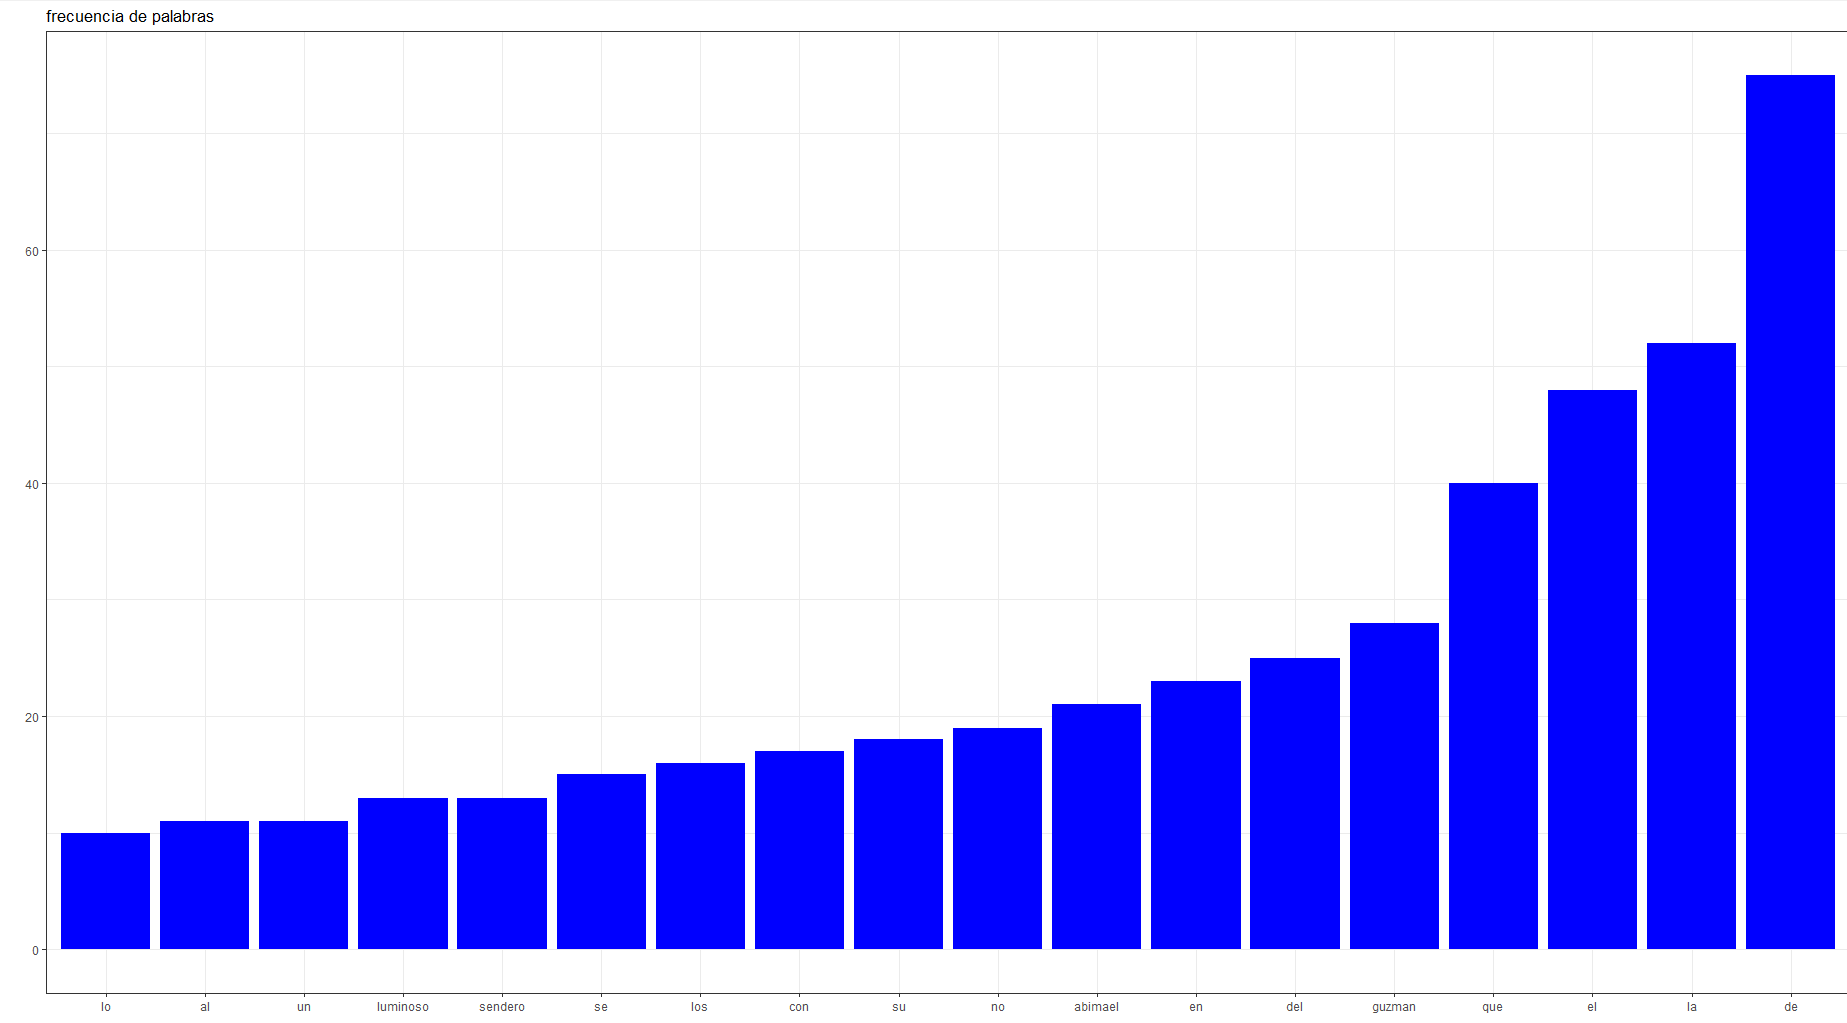 frecuencia de palabras
60
40
20
0
lo al un luminoso sendero se los con su no abimael en del guzman que el la de